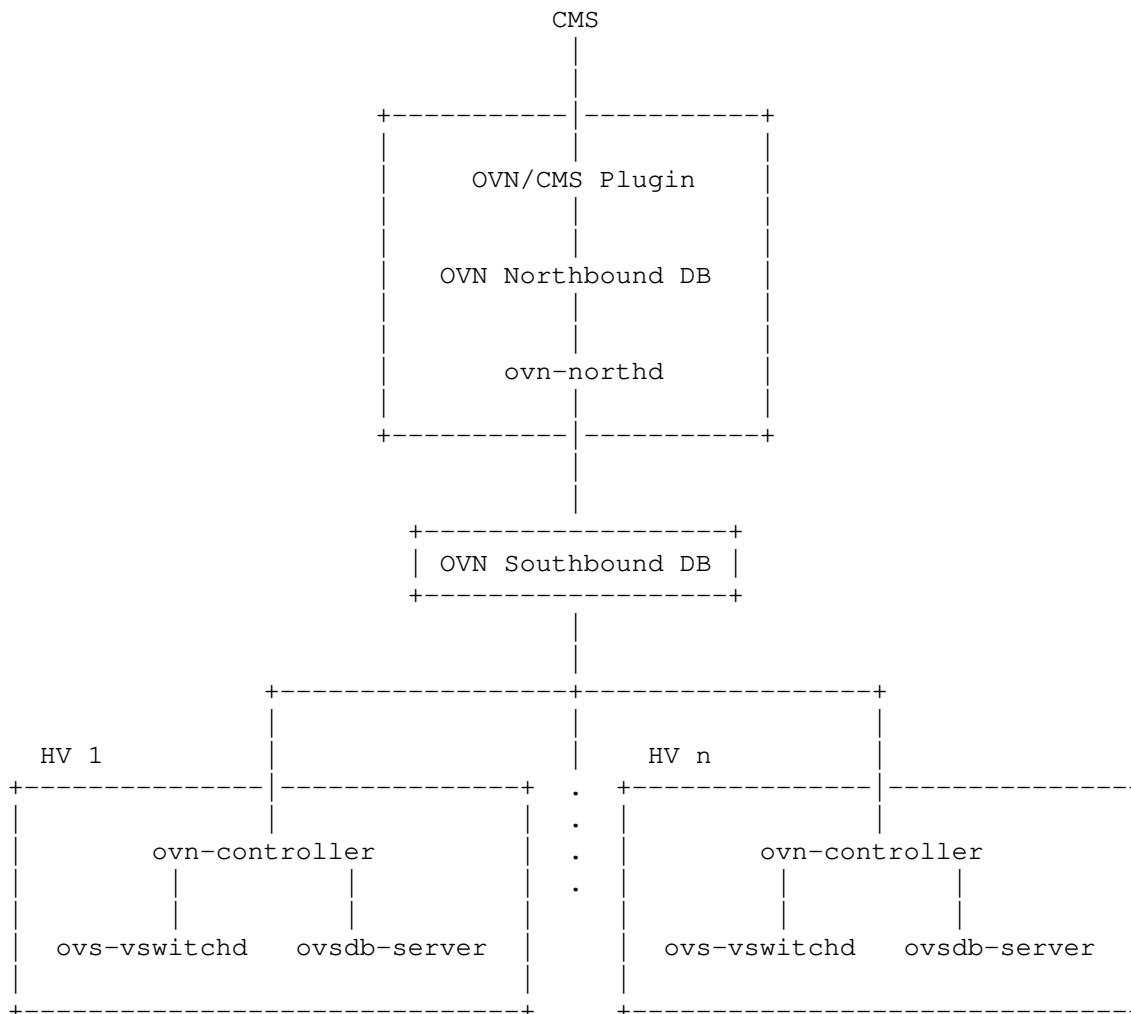 CMS
OVN/CMS Plugin
OVN Northbound DB
ovn-northd
OVN Southbound DB
HV 1
HV n
ovn-controller
ovn-controller
ovs-vswitchd ovsdb-server
ovs-vswitchd ovsdb-server